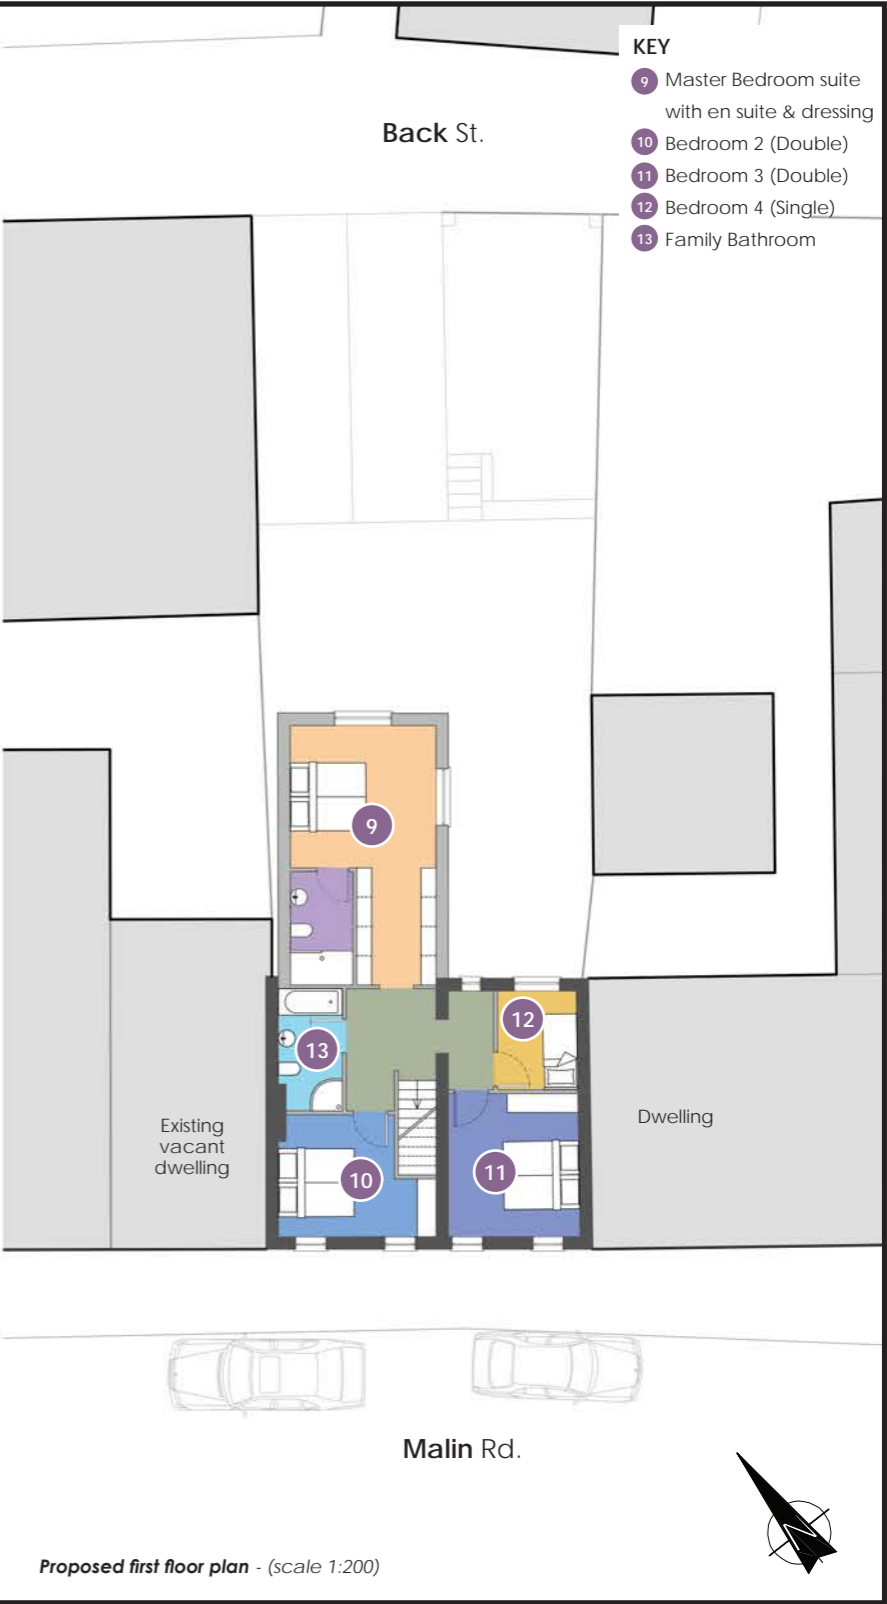 KEY
9 Master Bedroom suite
with en suite & dressing
10 Bedroom 2 (Double)
11 Bedroom 3 (Double)
12 Bedroom 4 (Single)
13 Family Bathroom
Back St.
9
12
13
10
11
Existing
vacant
dwelling
Dwelling
Malin Rd.
N
Proposed first floor plan - (scale 1:200)